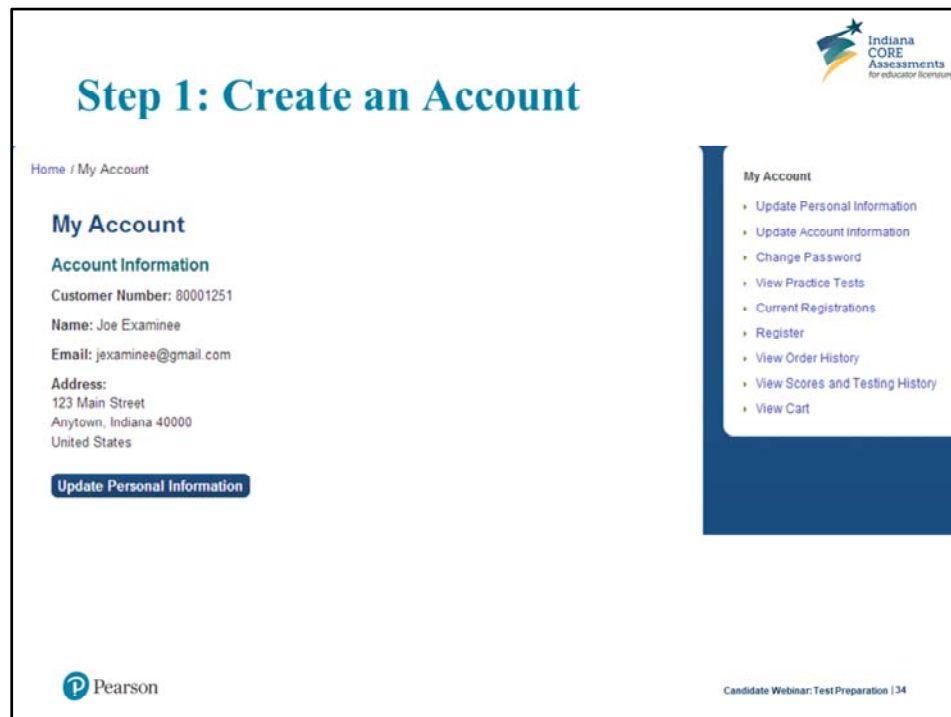 Indiana
CORE
Assessments
for educator licensure
Step 1: Create an Account
Home / My Account
My Account
Account Information
Customer Number: 80001251
Name: Joe Examinee
Email: jexaminee@gmail.com
Address:
123 Main Street
Anytown, Indiana 40000
United States
Update Personal Information
My Account
Update Personal Information
Update Account Information
Change Password
View Practice Tests
Current Registrations
Register
View Order History
View Scores and Testing History
View Cart
Pearson
Candidate Webinar: Test Preparation | 34